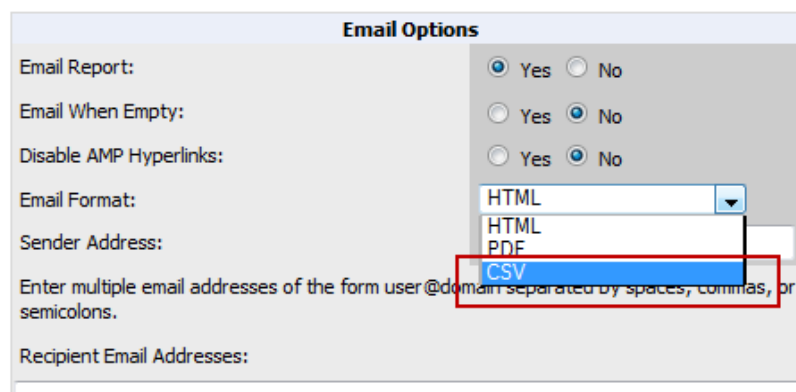 Email Options
Email Report: Yes No
Email When Empty: Yes No
Disable AMP Hyperlinks: Yes No
Email Format: HTML
HTML
PDF
Sender Address:
CSV
Enter multiple email addresses of the form user@domain separated by spaces, commas, or
semicolons.
Recipient Email Addresses: